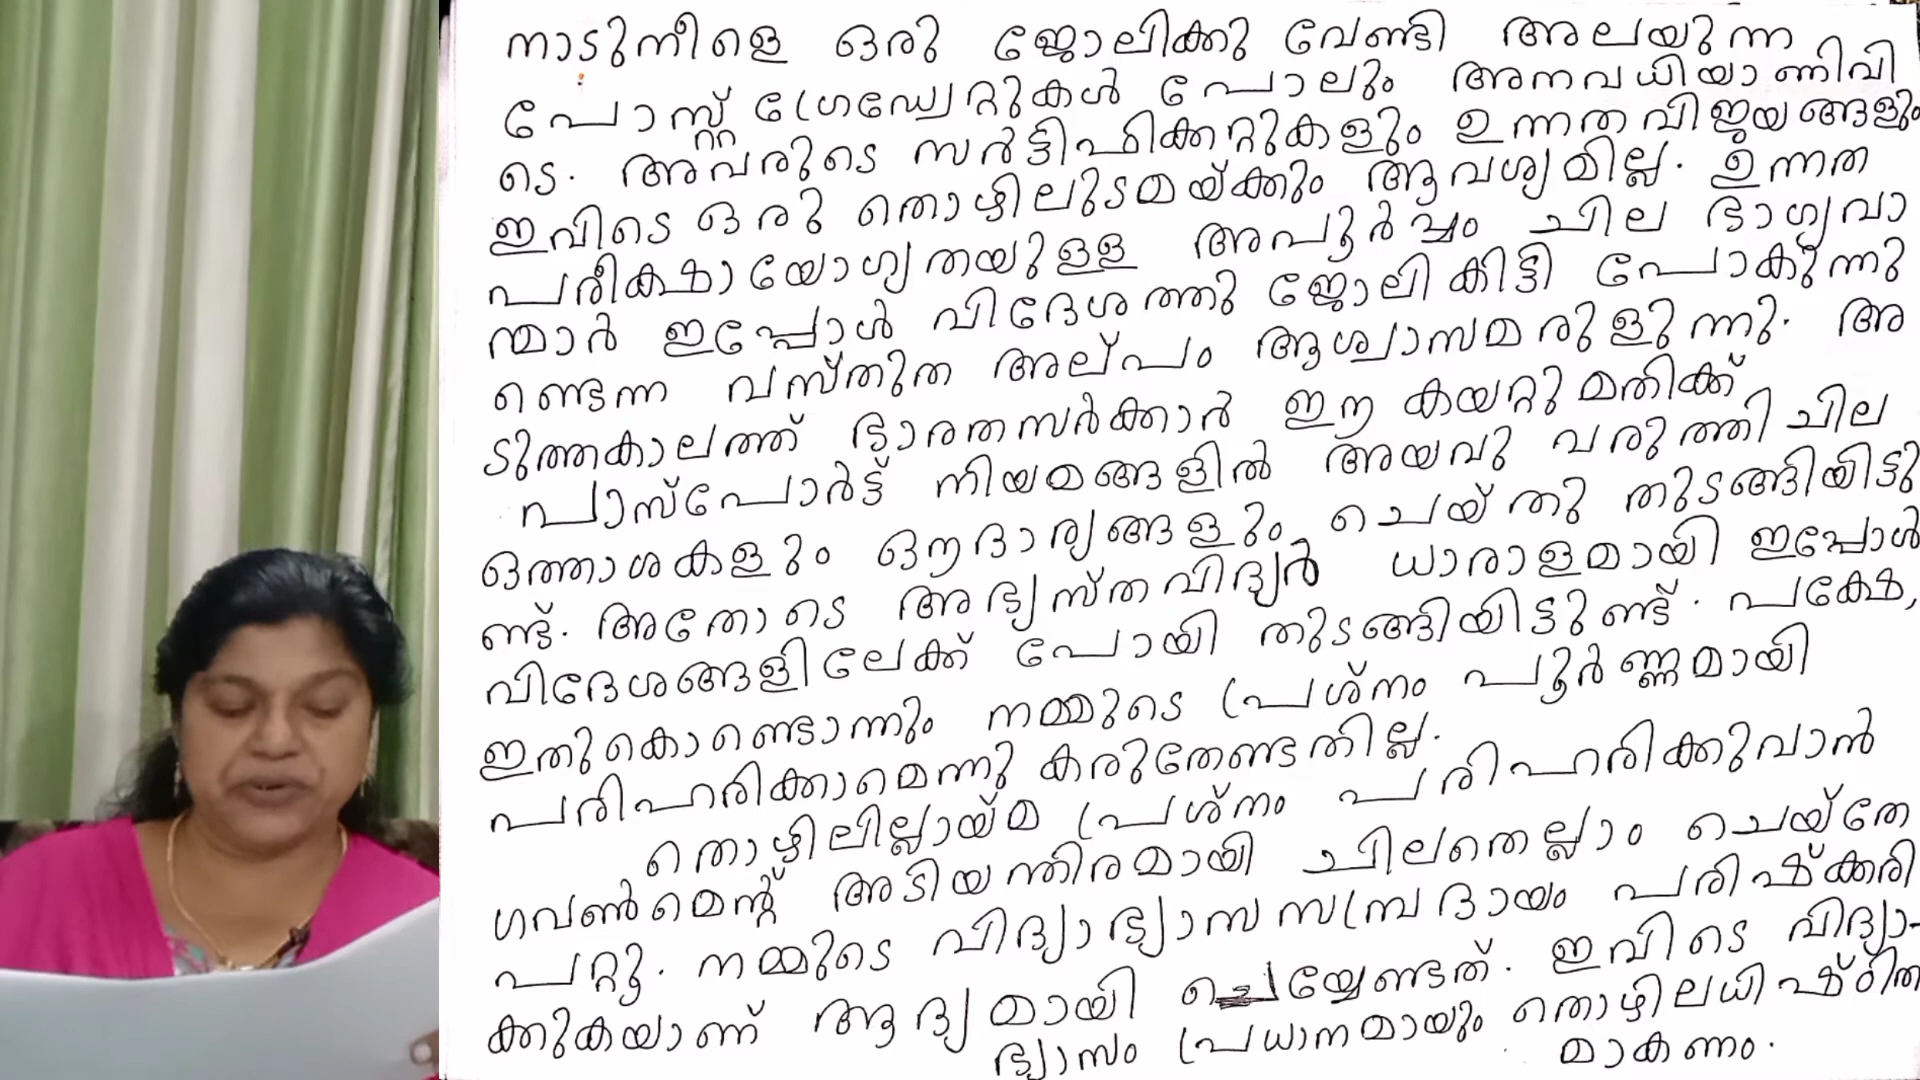 നാടുനീളെ ഒരു ജോലിക്കു വേണ്ടി അലയുന്ന
പോസ്റ്റ് ഗ്രേഡ്വേറ്റുകൾ പോലും അനവധിയാണിവി
ടെ. അവരുടെ സർട്ടിഫിക്കറ്റുകളും ഉന്നതവിജയങ്ങളും
ഇവിടെ ഒരു തൊഴിലുടമയ്ക്കും ആവശ്യമില്ല. ഉന്നത
പരീക്ഷായോഗ്യതയുള്ള അപൂർവ്വം ചില ഭാഗ്യവാ
ന്മാർ ഇപ്പോൾ വിദേശത്തു ജോലി കിട്ടി പോകുന്നു
ണ്ടെന്ന വസ്തുത അല്പം ആശ്വാസമരുളുന്നു. അ
ടുത്തകാലത്ത് ഭാരതസർക്കാർ ഈ കയറ്റുമതിക്ക്
പാസ്പോർട്ട് നിയമങ്ങളിൽ അയവു വരുത്തി ചില
ഒത്താശകളും ഔദാര്യങ്ങളും ചെയ്തു തുടങ്ങിയിട്ടു
ണ്ട്. അതോടെ അഭ്യസ്തവിദ്യർ ധാരാളമായി ഇപ്പോൾ
വിദേശങ്ങളിലേക്ക് പോയി തുടങ്ങിയിട്ടുണ്ട്. പക്ഷേ,
ഇതുകൊണ്ടൊന്നും നമ്മുടെ പ്രശ്നം പൂർണ്ണമായി
പരിഹരിക്കാമെന്നു കരുതേണ്ടതില്ല.
തൊഴിലില്ലായ്മ പ്രശ്നം പരിഹരിക്കുവാൻ
ഗവൺമെന്റ് അടിയന്തിരമായി ചിലതെല്ലാം ചെയ്തേ
പറ്റൂ. നമ്മുടെ വിദ്യാഭ്യാസസമ്പ്രദായം പരിഷ്ക്കരി
ക്കുകയാണ് ആദ്യമായി ചെയ്യേണ്ടത്. ഇവിടെ വിദ്യാ-
ഭ്യാസം പ്രധാനമായും തൊഴിലധിഷ്ഠിത
മാകണം.